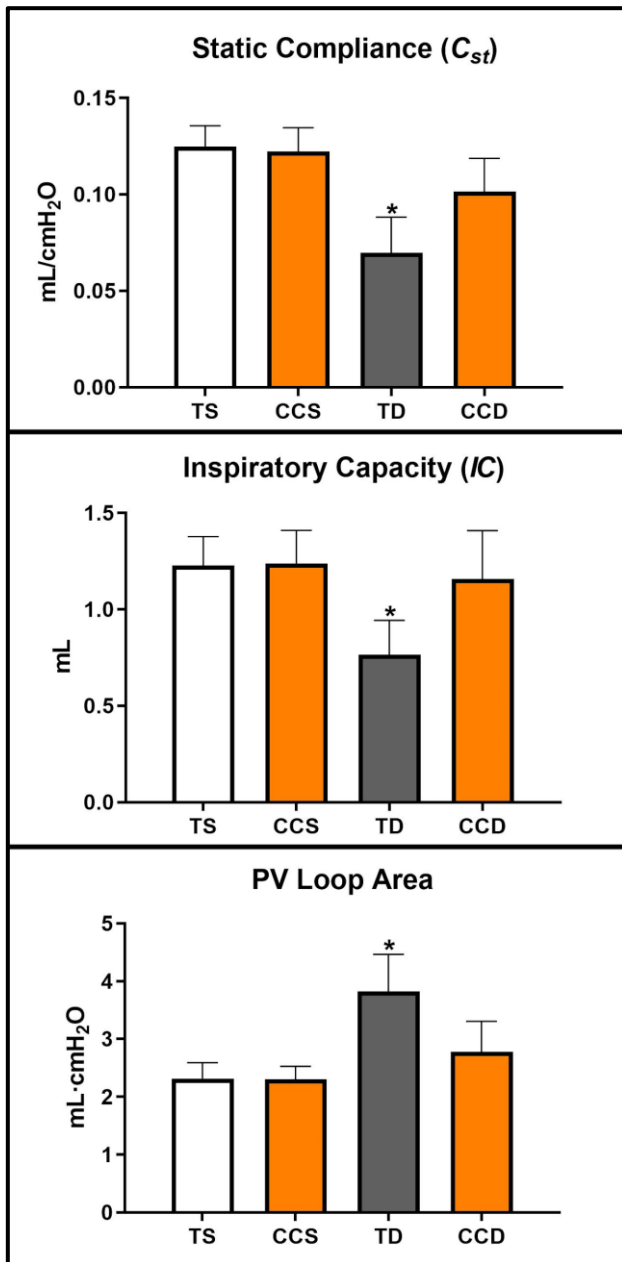 Static Compliance (Cst)
mL/cmH₂O
0.15
0.10
0.05
0.00
*
TS CCS TD CCD
Inspiratory Capacity (IC)
mL
1.5
1.0
0.5
0.0
*
TS CCS TD CCD
PV Loop Area
mL·cmH₂O
5
4
3
2
1
0
*
TS CCS TD CCD